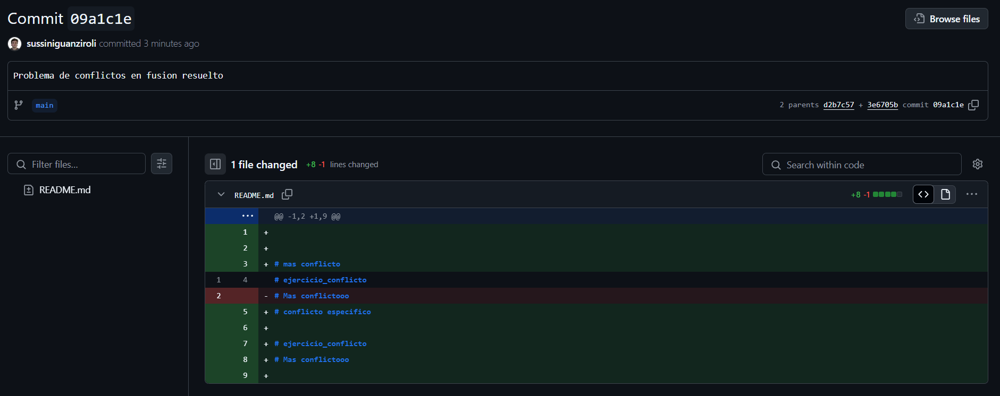 Commit 09a1c1e
Browse files
sussiniguanziroli committed 3 minutes ago
Problema de conflictos en fusion resuelto
main
2 parents d2b7c57 + 3e6705b commit 09a1c1e
Filter files...
README.md
1 file changed +8 -1 lines changed
Search within code
README.md
+8 -1
@@ -1,2 +1,9 @@
1 +
2 +
3 + # mas conflicto
1 4 # ejercicio_conflicto
2 - # Mas conflictooo
5 + # conflicto especifico
6 +
7 + # ejercicio_conflicto
8 + # Mas conflictooo
9 +